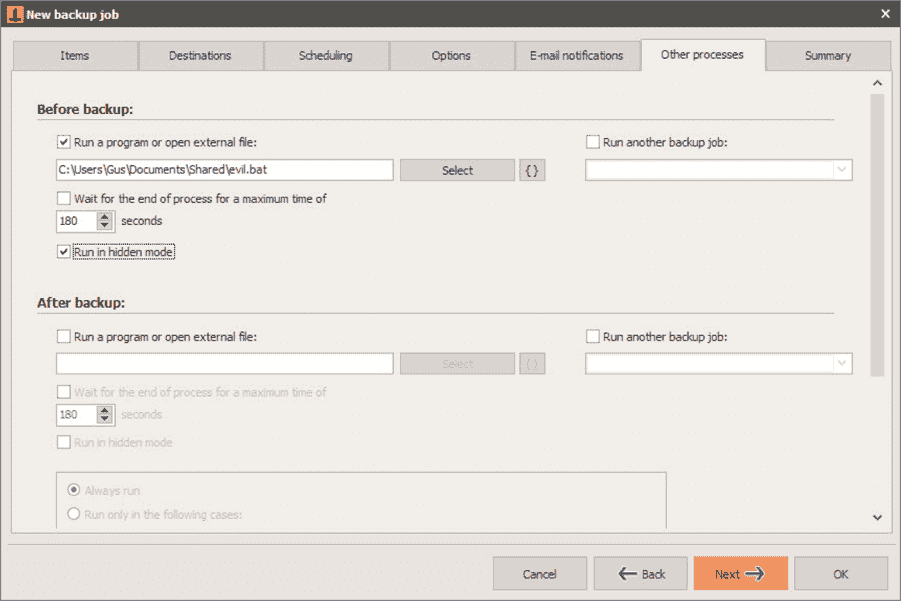 New backup job
Items Destinations Scheduling Options E-mail notifications Other processes Summary
Before backup:
Run a program or open external file: Run another backup job:
C:\Users\Gus\Documents\Shared\evil.bat Select {}
Wait for the end of process for a maximum time of
180 seconds
Run in hidden mode
After backup:
Run a program or open external file: Run another backup job:
Select {}
Wait for the end of process for a maximum time of
180 seconds
Run in hidden mode
Always run
Run only in the following cases:
Cancel Back Next OK